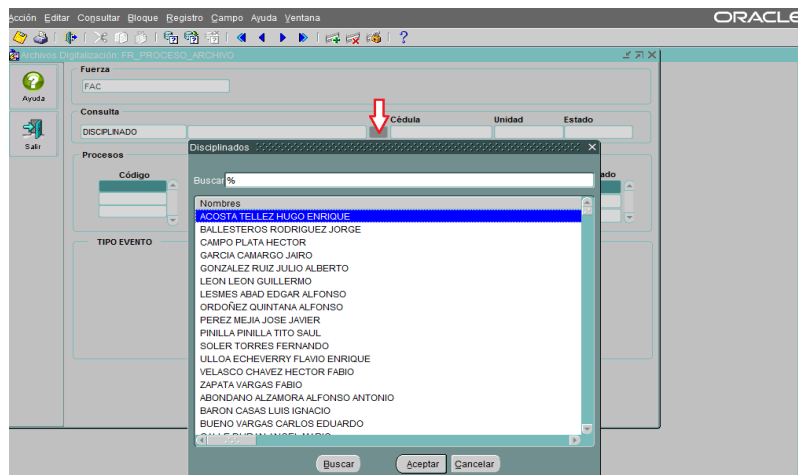 Acción Editar Consultar Bloque Registro Campo Ayuda Ventana
ORACLE
Archivos Digitalización: FR_PROCESO_ARCHIVO
Fuerza
FAC
Ayuda
Consulta
Cédula Unidad Estado
DISCIPLINADO
Salir
Disciplinados
Procesos
Código
Buscar %
Nombres
ACOSTA TELLEZ HUGO ENRIQUE
BALLESTEROS RODRIGUEZ JORGE
CAMPO PLATA HECTOR
TIPO EVENTO
GARCIA CAMARGO JAIRO
GONZALEZ RUIZ JULIO ALBERTO
LEON LEON GUILLERMO
LESMES ABAD EDGAR ALFONSO
ORDOÑEZ QUINTANA ALFONSO
PEREZ MEJIA JOSE JAVIER
PINILLA PINILLA TITO SAUL
SOLER TORRES FERNANDO
ULLOA ECHEVERRY FLAVIO ENRIQUE
VELASCO CHAVEZ HECTOR FABIO
ZAPATA VARGAS FABIO
ABONDANO ALZAMORA ALFONSO ANTONIO
BARON CASAS LUIS IGNACIO
BUENO VARGAS CARLOS EDUARDO
Buscar Aceptar Cancelar